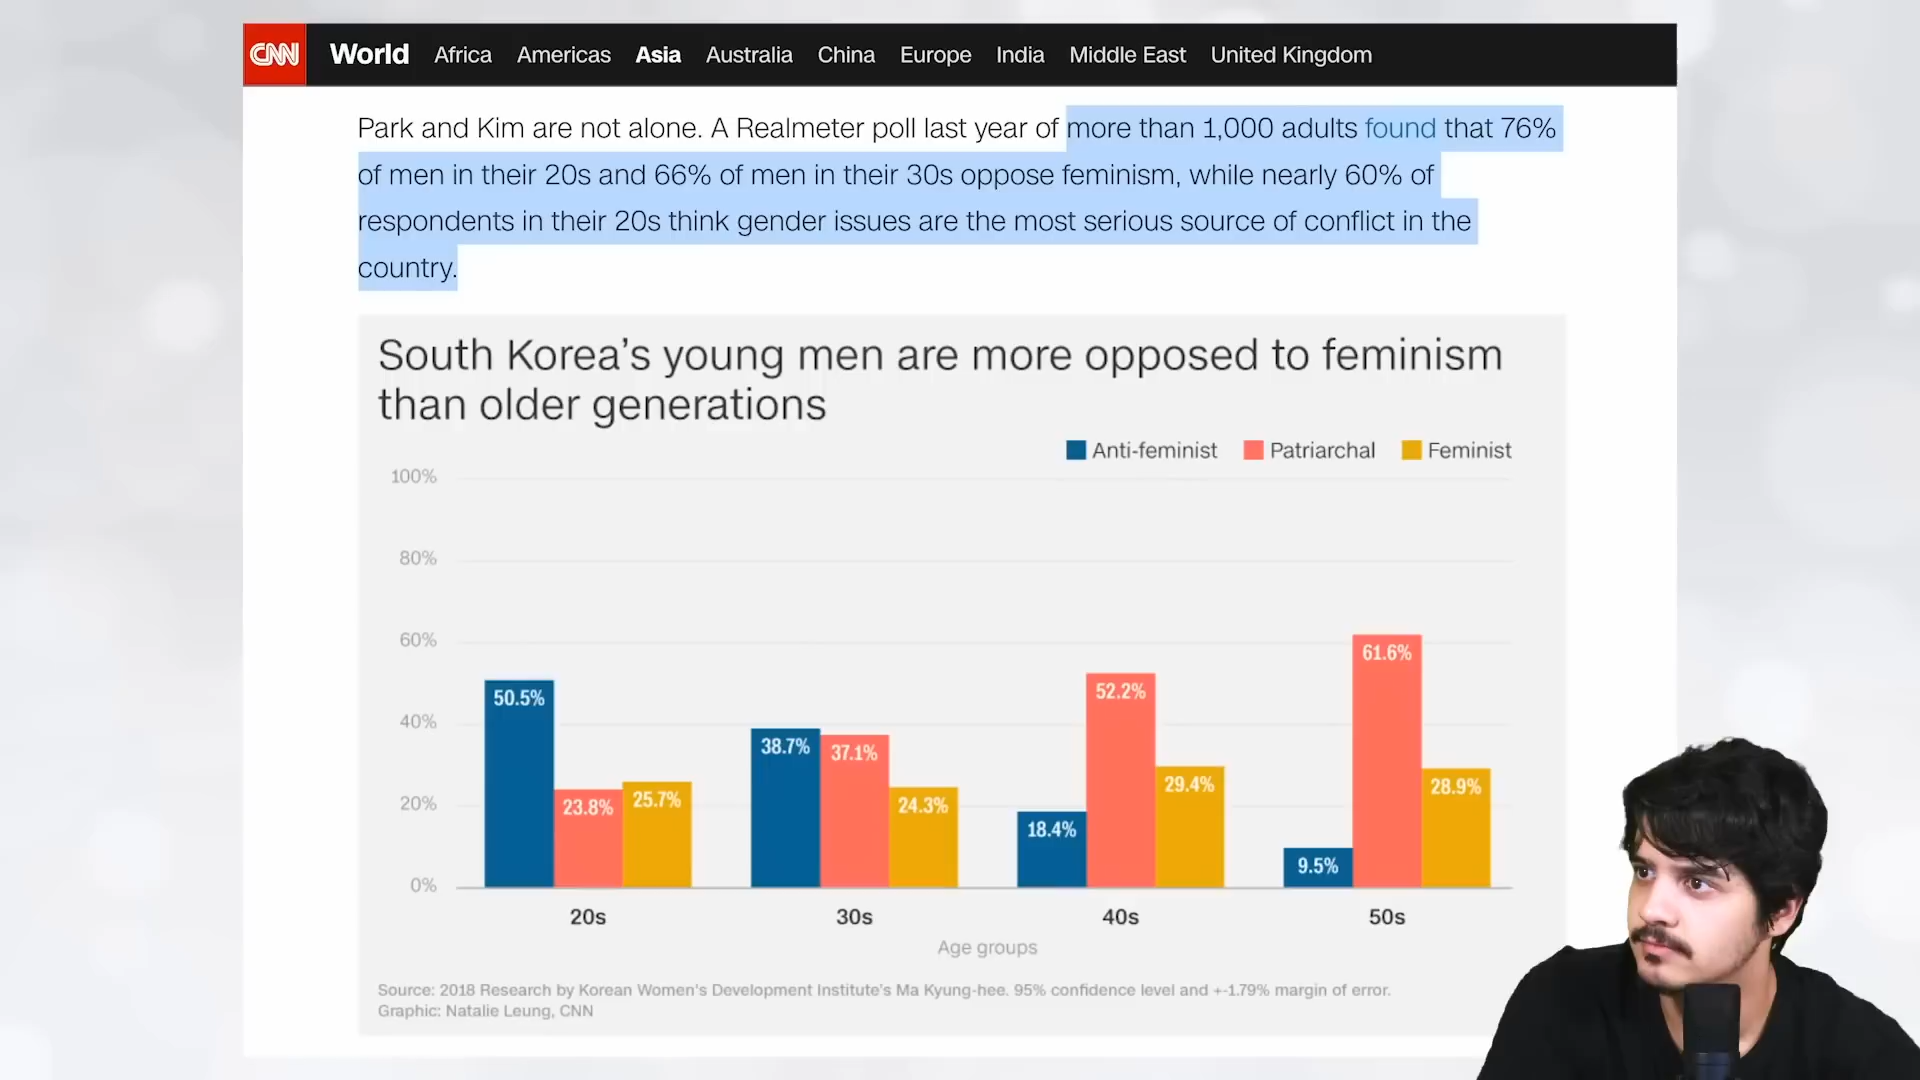 CNN World Africa Americas Asia Australia China Europe India Middle East United Kingdom
Park and Kim are not alone. A Realmeter poll last year of more than 1,000 adults found that 76%
of men in their 20s and 66% of men in their 30s oppose feminism, while nearly 60% of
respondents in their 20s think gender issues are the most serious source of conflict in the
country.
South Korea's young men are more opposed to feminism
than older generations
Anti-feminist Patriarchal Feminist
100%
80%
60%
40%
20%
0%
50.5% 23.8% 25.7%
38.7% 37.1% 24.3%
18.4% 52.2% 29.4%
9.5% 61.6% 28.9%
20s 30s 40s 50s
Age groups
Source: 2018 Research by Korean Women's Development Institute's Ma Kyung-hee. 95% confidence level and +-1.79% margin of error.
Graphic: Natalie Leung, CNN